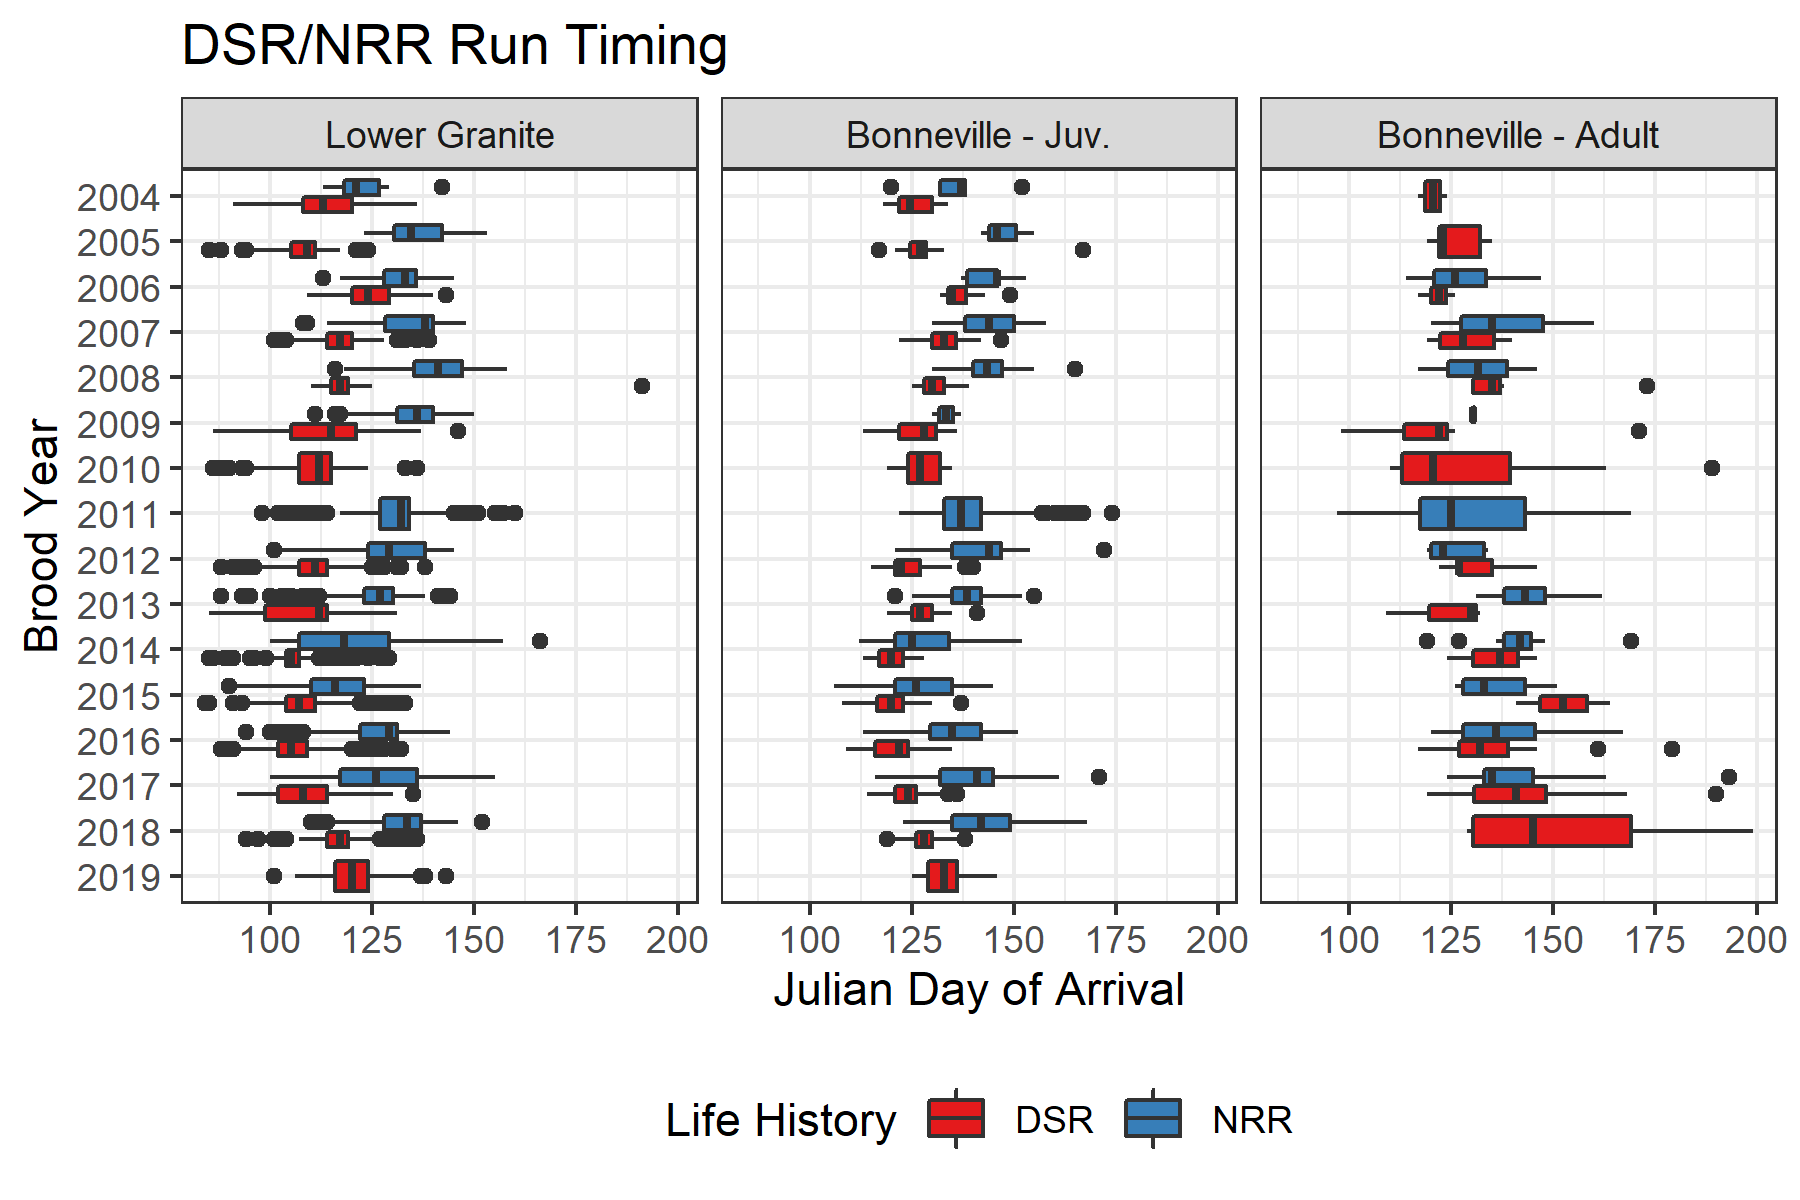 DSR/NRR Run Timing
Lower Granite
Bonneville - Juv.
Bonneville - Adult
Brood Year
2004
2005
2006
2007
2008
2009
2010
2011
2012
2013
2014
2015
2016
2017
2018
2019
100 125 150 175 200
100 125 150 175 200
100 125 150 175 200
Julian Day of Arrival
Life History DSR NRR